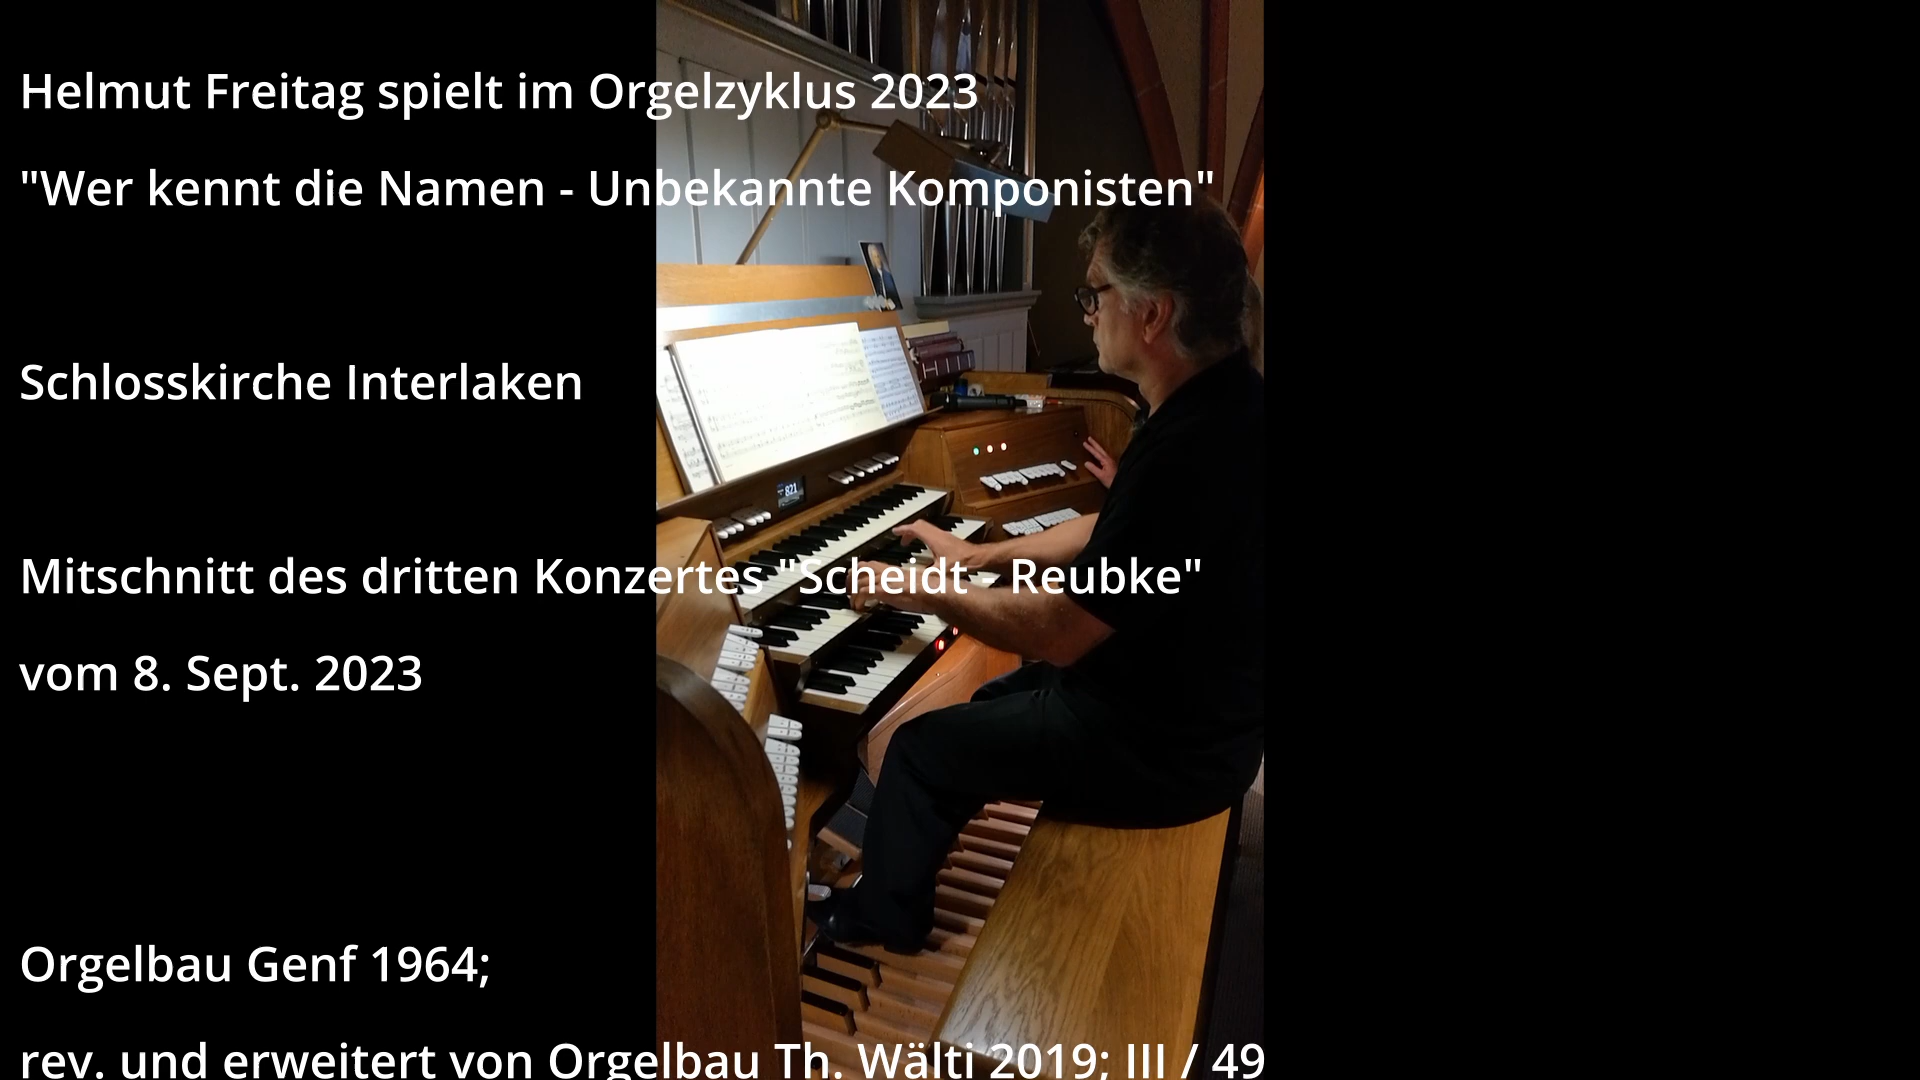 Helmut Freitag spielt im Orgelzyklus 2023
"Wer kennt die Namen - Unbekannte Komponisten"
Schlosskirche Interlaken
821
Mitschnitt des dritten Konzertes "Scheidt - Reubke"
vom 8. Sept. 2023
Orgelbau Genf 1964;
rev. und erweitert von Orgelbau Th. Wälti 2019; III / 49